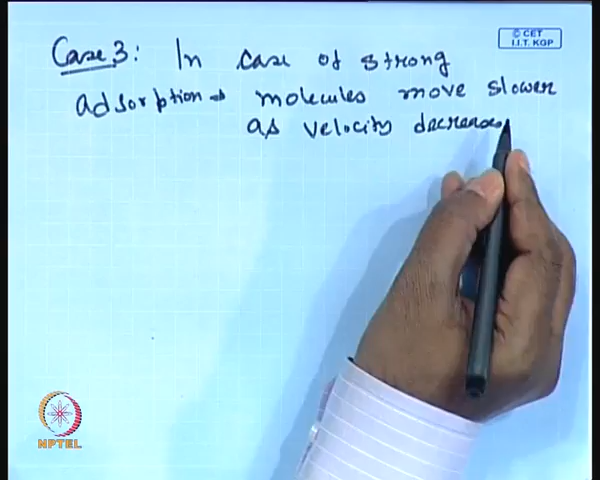 © CET
I.I.T. KGP
Case 3: In case of strong
adsorption → molecules move slower
as velocity decreases
NPTEL